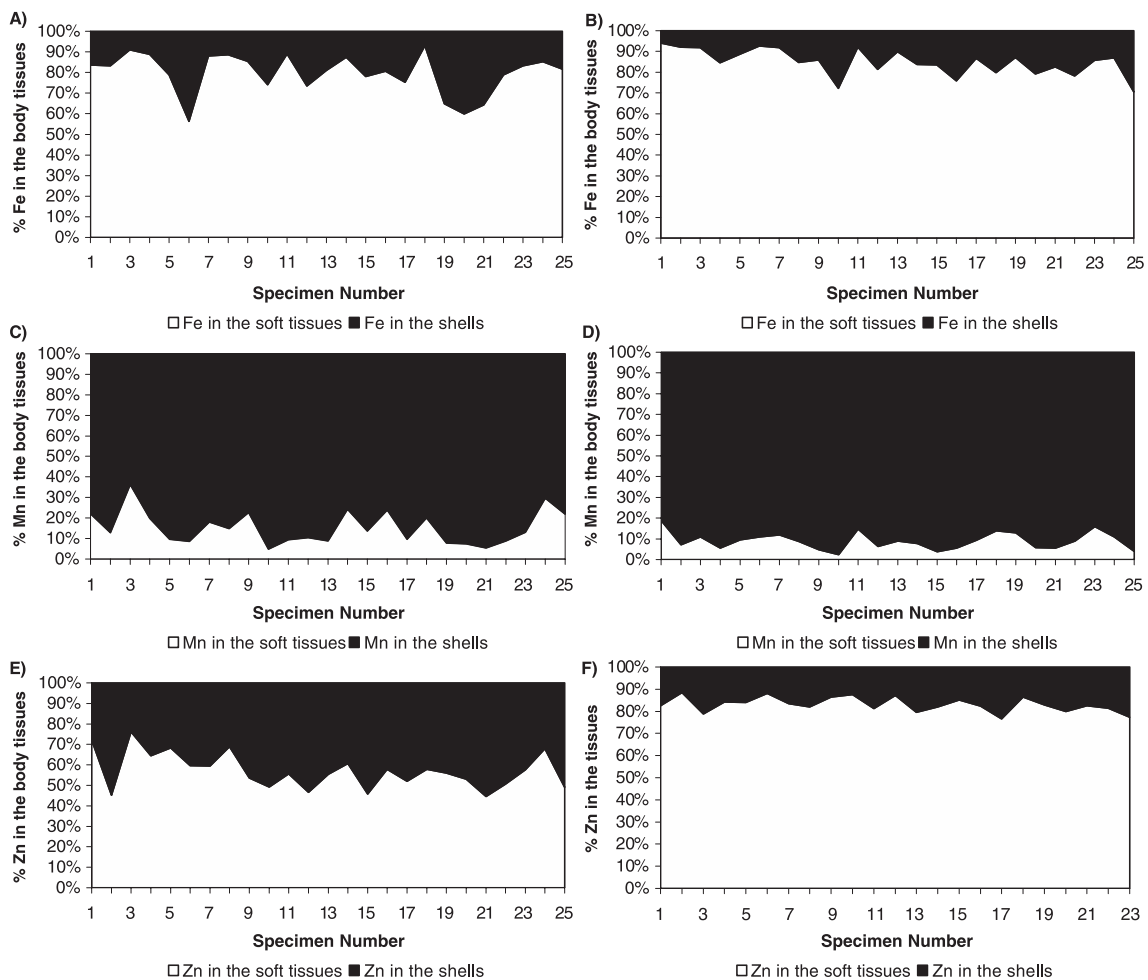 A)
% Fe in the body tissues
100%
90%
80%
70%
60%
50%
40%
30%
20%
10%
0%
1 3 5 7 9 11 13 15 17 19 21 23 25
Specimen Number
Fe in the soft tissues Fe in the shells
B)
% Fe in the body tissues
100%
90%
80%
70%
60%
50%
40%
30%
20%
10%
0%
1 3 5 7 9 11 13 15 17 19 21 23 25
Specimen Number
Fe in the soft tissues Fe in the shells
C)
% Mn in the body tissues
100%
90%
80%
70%
60%
50%
40%
30%
20%
10%
0%
1 3 5 7 9 11 13 15 17 19 21 23 25
Specimen Number
Mn in the soft tissues Mn in the shells
D)
% Mn in the body tissues
100%
90%
80%
70%
60%
50%
40%
30%
20%
10%
0%
1 3 5 7 9 11 13 15 17 19 21 23 25
Specimen Number
Mn in the soft tissues Mn in the shells
E)
% Zn in the body tissues
100%
90%
80%
70%
60%
50%
40%
30%
20%
10%
0%
1 3 5 7 9 11 13 15 17 19 21 23 25
Specimen Number
Zn in the soft tissues Zn in the shells
F)
% Zn in the tissues
100%
90%
80%
70%
60%
50%
40%
30%
20%
10%
0%
1 3 5 7 9 11 13 15 17 19 21 23
Specimen Number
Zn in the soft tissues Zn in the shells